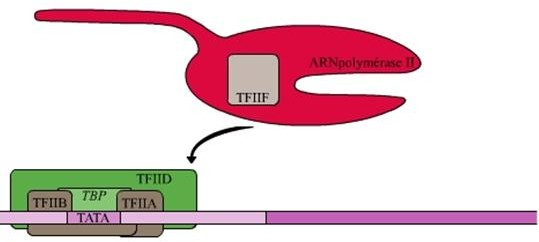 ARNpolymérase II
TFIIF
TFIID
TBP
TFIIB
TFIIA
TATA